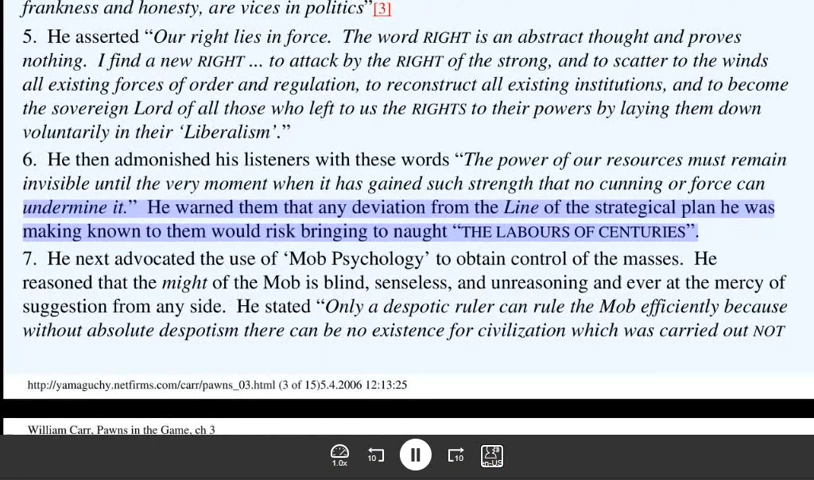 frankness and honesty, are vices in politics”[3]
5. He asserted “Our right lies in force. The word RIGHT is an abstract thought and proves
nothing. I find a new RIGHT ... to attack by the RIGHT of the strong, and to scatter to the winds
all existing forces of order and regulation, to reconstruct all existing institutions, and to become
the sovereign Lord of all those who left to us the RIGHTS to their powers by laying them down
voluntarily in their ‘Liberalism’.”
6. He then admonished his listeners with these words “The power of our resources must remain
invisible until the very moment when it has gained such strength that no cunning or force can
undermine it.” He warned them that any deviation from the Line of the strategical plan he was
making known to them would risk bringing to naught “THE LABOURS OF CENTURIES”.
7. He next advocated the use of ‘Mob Psychology’ to obtain control of the masses. He
reasoned that the might of the Mob is blind, senseless, and unreasoning and ever at the mercy of
suggestion from any side. He stated “Only a despotic ruler can rule the Mob efficiently because
without absolute despotism there can be no existence for civilization which was carried out NOT
http://yamaguchy.netfirms.com/carr/pawns_03.html (3 of 15)5.4.2006 12:13:25
William Carr, Pawns in the Game, ch 3
1.0x 10 10 en-US